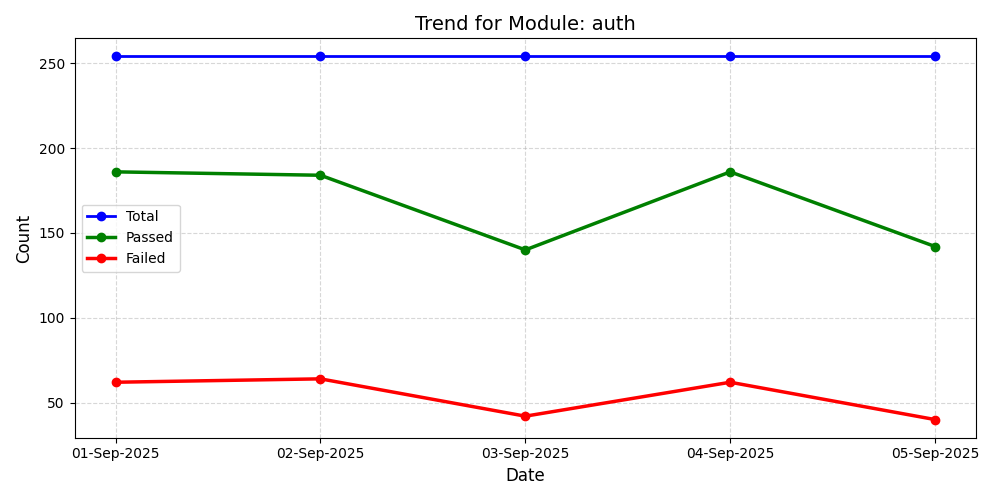 Trend for Module: auth
250
200
150
100
50
Count
Total
Passed
Failed
01-Sep-2025
02-Sep-2025
03-Sep-2025
04-Sep-2025
05-Sep-2025
Date